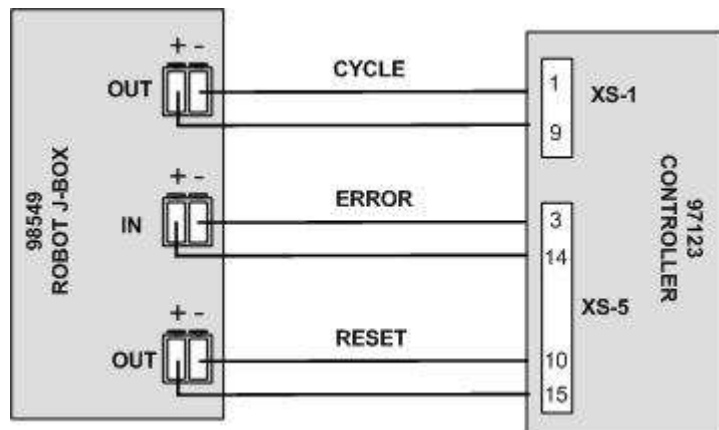 98549
ROBOT J-BOX
+ -
OUT
CYCLE
1
9
XS-1
+ -
IN
ERROR
3
14
XS-5
+ -
OUT
RESET
10
15
97123
CONTROLLER